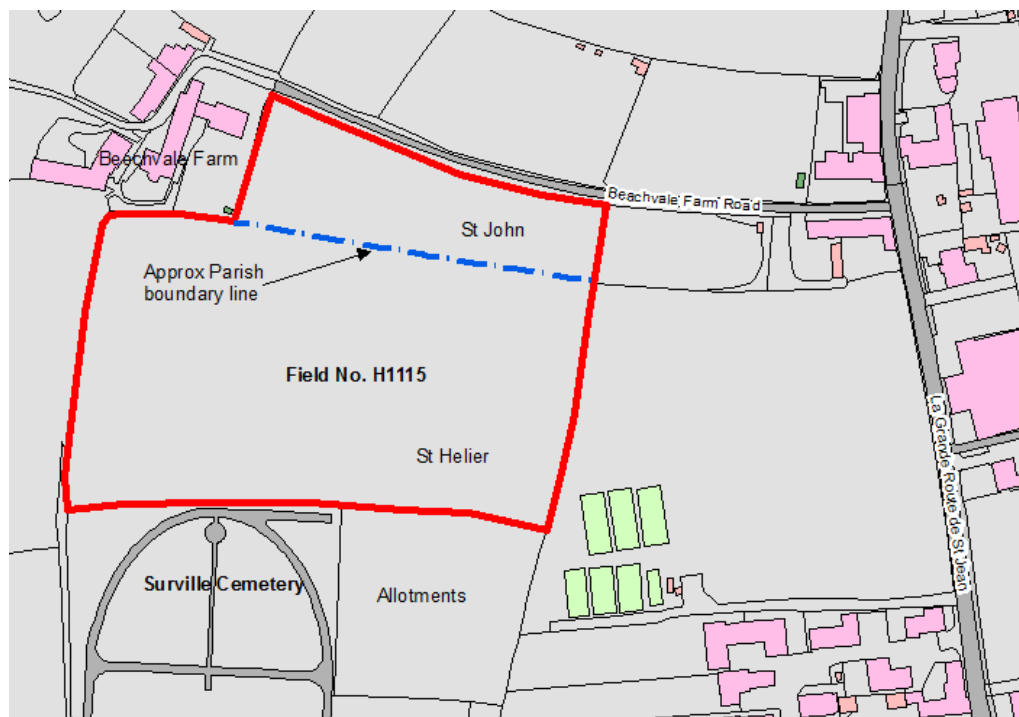 Beechvale Farm
Beachvale Farm Road
St John
Approx Parish
boundary line
Field No. H1115
St Helier
La Grande Route de St Jean
Surville Cemetery
Allotments